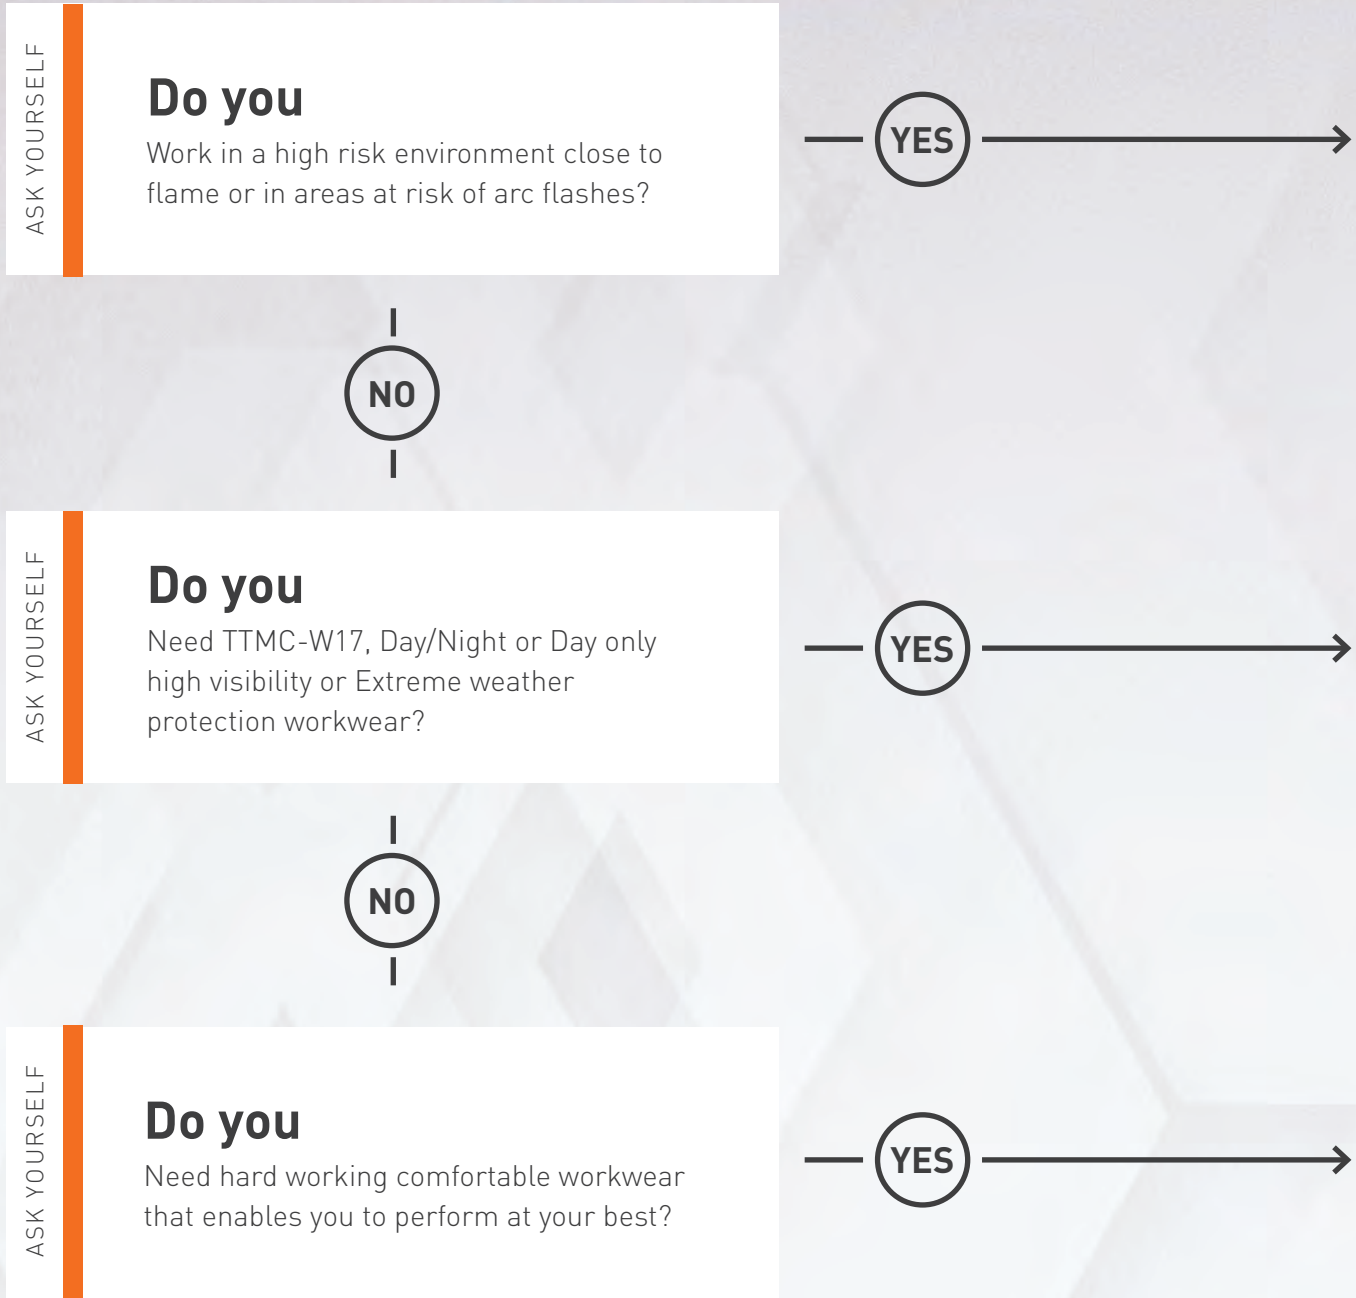 ASK YOURSELF
Do you
Work in a high risk environment close to
flame or in areas at risk of arc flashes?
YES
NO
ASK YOURSELF
Do you
Need TTMC-W17, Day/Night or Day only
high visibility or Extreme weather
protection workwear?
YES
NO
ASK YOURSELF
Do you
Need hard working comfortable workwear
that enables you to perform at your best?
YES